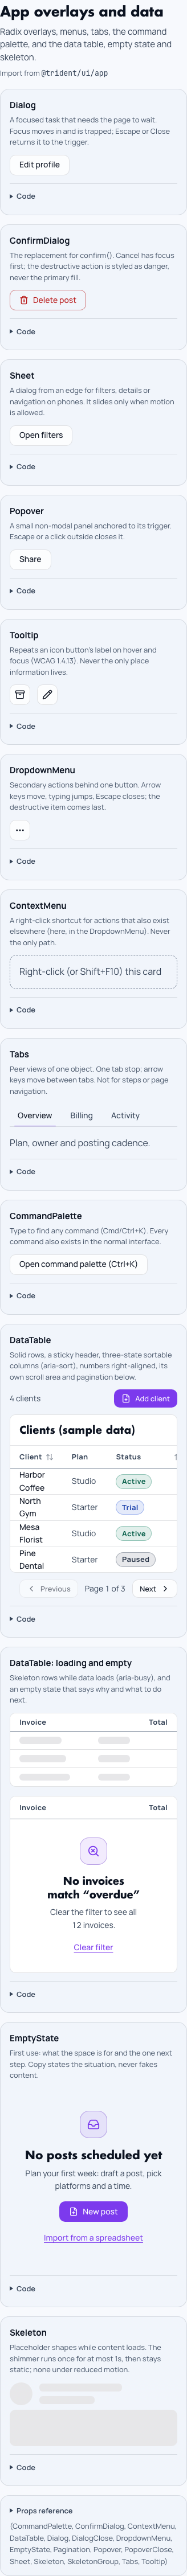 App overlays and data
Radix overlays, menus, tabs, the command
palette, and the data table, empty state and
skeleton.
Import from @trident/ui/app
Dialog
A focused task that needs the page to wait.
Focus moves in and is trapped; Escape or Close
returns it to the trigger.
Edit profile
Code
ConfirmDialog
The replacement for confirm(). Cancel has focus
first; the destructive action is styled as danger,
never the primary fill.
Delete post
Code
Sheet
A dialog from an edge for filters, details or
navigation on phones. It slides only when motion
is allowed.
Open filters
Code
Popover
A small non-modal panel anchored to its trigger.
Escape or a click outside closes it.
Share
Code
Tooltip
Repeats an icon button's label on hover and
focus (WCAG 1.4.13). Never the only place
information lives.
Code
DropdownMenu
Secondary actions behind one button. Arrow
keys move, typing jumps, Escape closes; the
destructive item comes last.
Code
ContextMenu
A right-click shortcut for actions that also exist
elsewhere (here, in the DropdownMenu). Never
the only path.
Right-click (or Shift+F10) this card
Code
Tabs
Peer views of one object. One tab stop; arrow
keys move between tabs. Not for steps or page
navigation.
Overview Billing Activity
Plan, owner and posting cadence.
Code
CommandPalette
Type to find any command (Cmd/Ctrl+K). Every
command also exists in the normal interface.
Open command palette (Ctrl+K)
Code
DataTable
Solid rows, a sticky header, three-state sortable
columns (aria-sort), numbers right-aligned, its
own scroll area and pagination below.
4 clients Add client
Clients (sample data)
Client Plan Status
Harbor
Coffee Studio Active
North
Gym Starter Trial
Mesa
Florist Studio Active
Pine
Dental Starter Paused
Previous Page 1 of 3 Next
Code
DataTable: loading and empty
Skeleton rows while data loads (aria-busy), and
an empty state that says why and what to do
next.
Invoice Total
Invoice Total
No invoices
match “overdue”
Clear the filter to see all
12 invoices.
Clear filter
Code
EmptyState
First use: what the space is for and the one next
step. Copy states the situation, never fakes
content.
No posts scheduled yet
Plan your first week: draft a post, pick
platforms and a time.
New post
Import from a spreadsheet
Code
Skeleton
Placeholder shapes while content loads. The
shimmer runs once for at most 1s, then stays
static; none under reduced motion.
Code
Props reference
(CommandPalette, ConfirmDialog, ContextMenu,
DataTable, Dialog, DialogClose, DropdownMenu,
EmptyState, Pagination, Popover, PopoverClose,
Sheet, Skeleton, SkeletonGroup, Tabs, Tooltip)